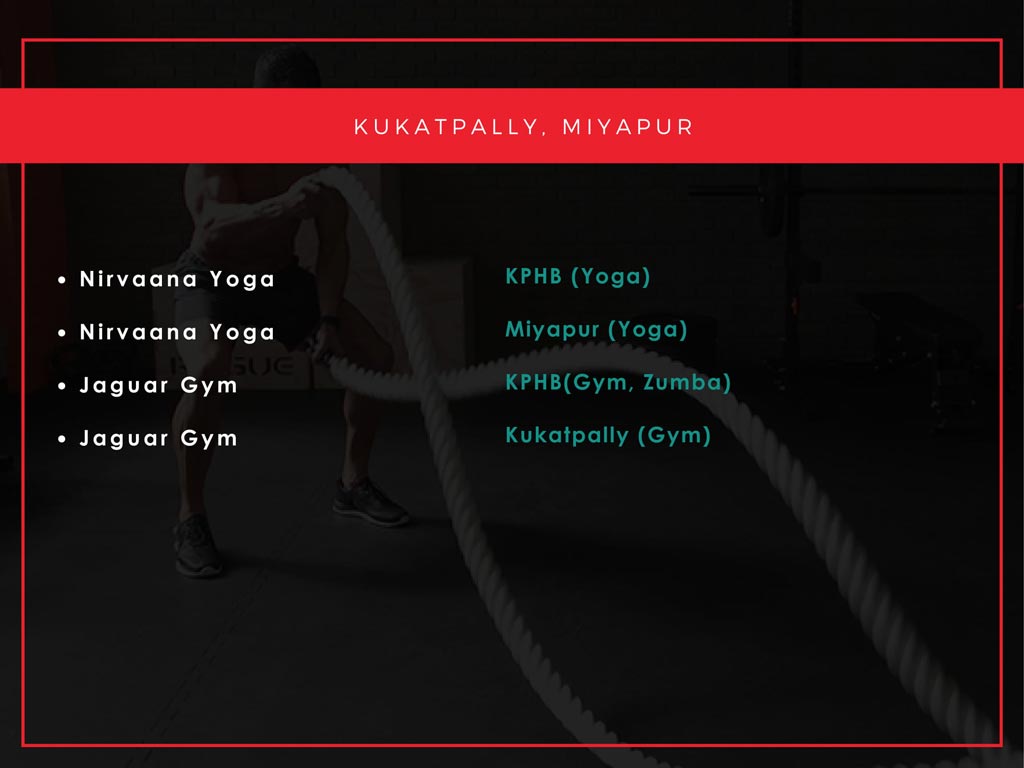 KUKATPALLY, MIYAPUR
• Nirvaana Yoga KPHB (Yoga)
• Nirvaana Yoga Miyapur (Yoga)
• Jaguar Gym KPHB(Gym, Zumba)
• Jaguar Gym Kukatpally (Gym)